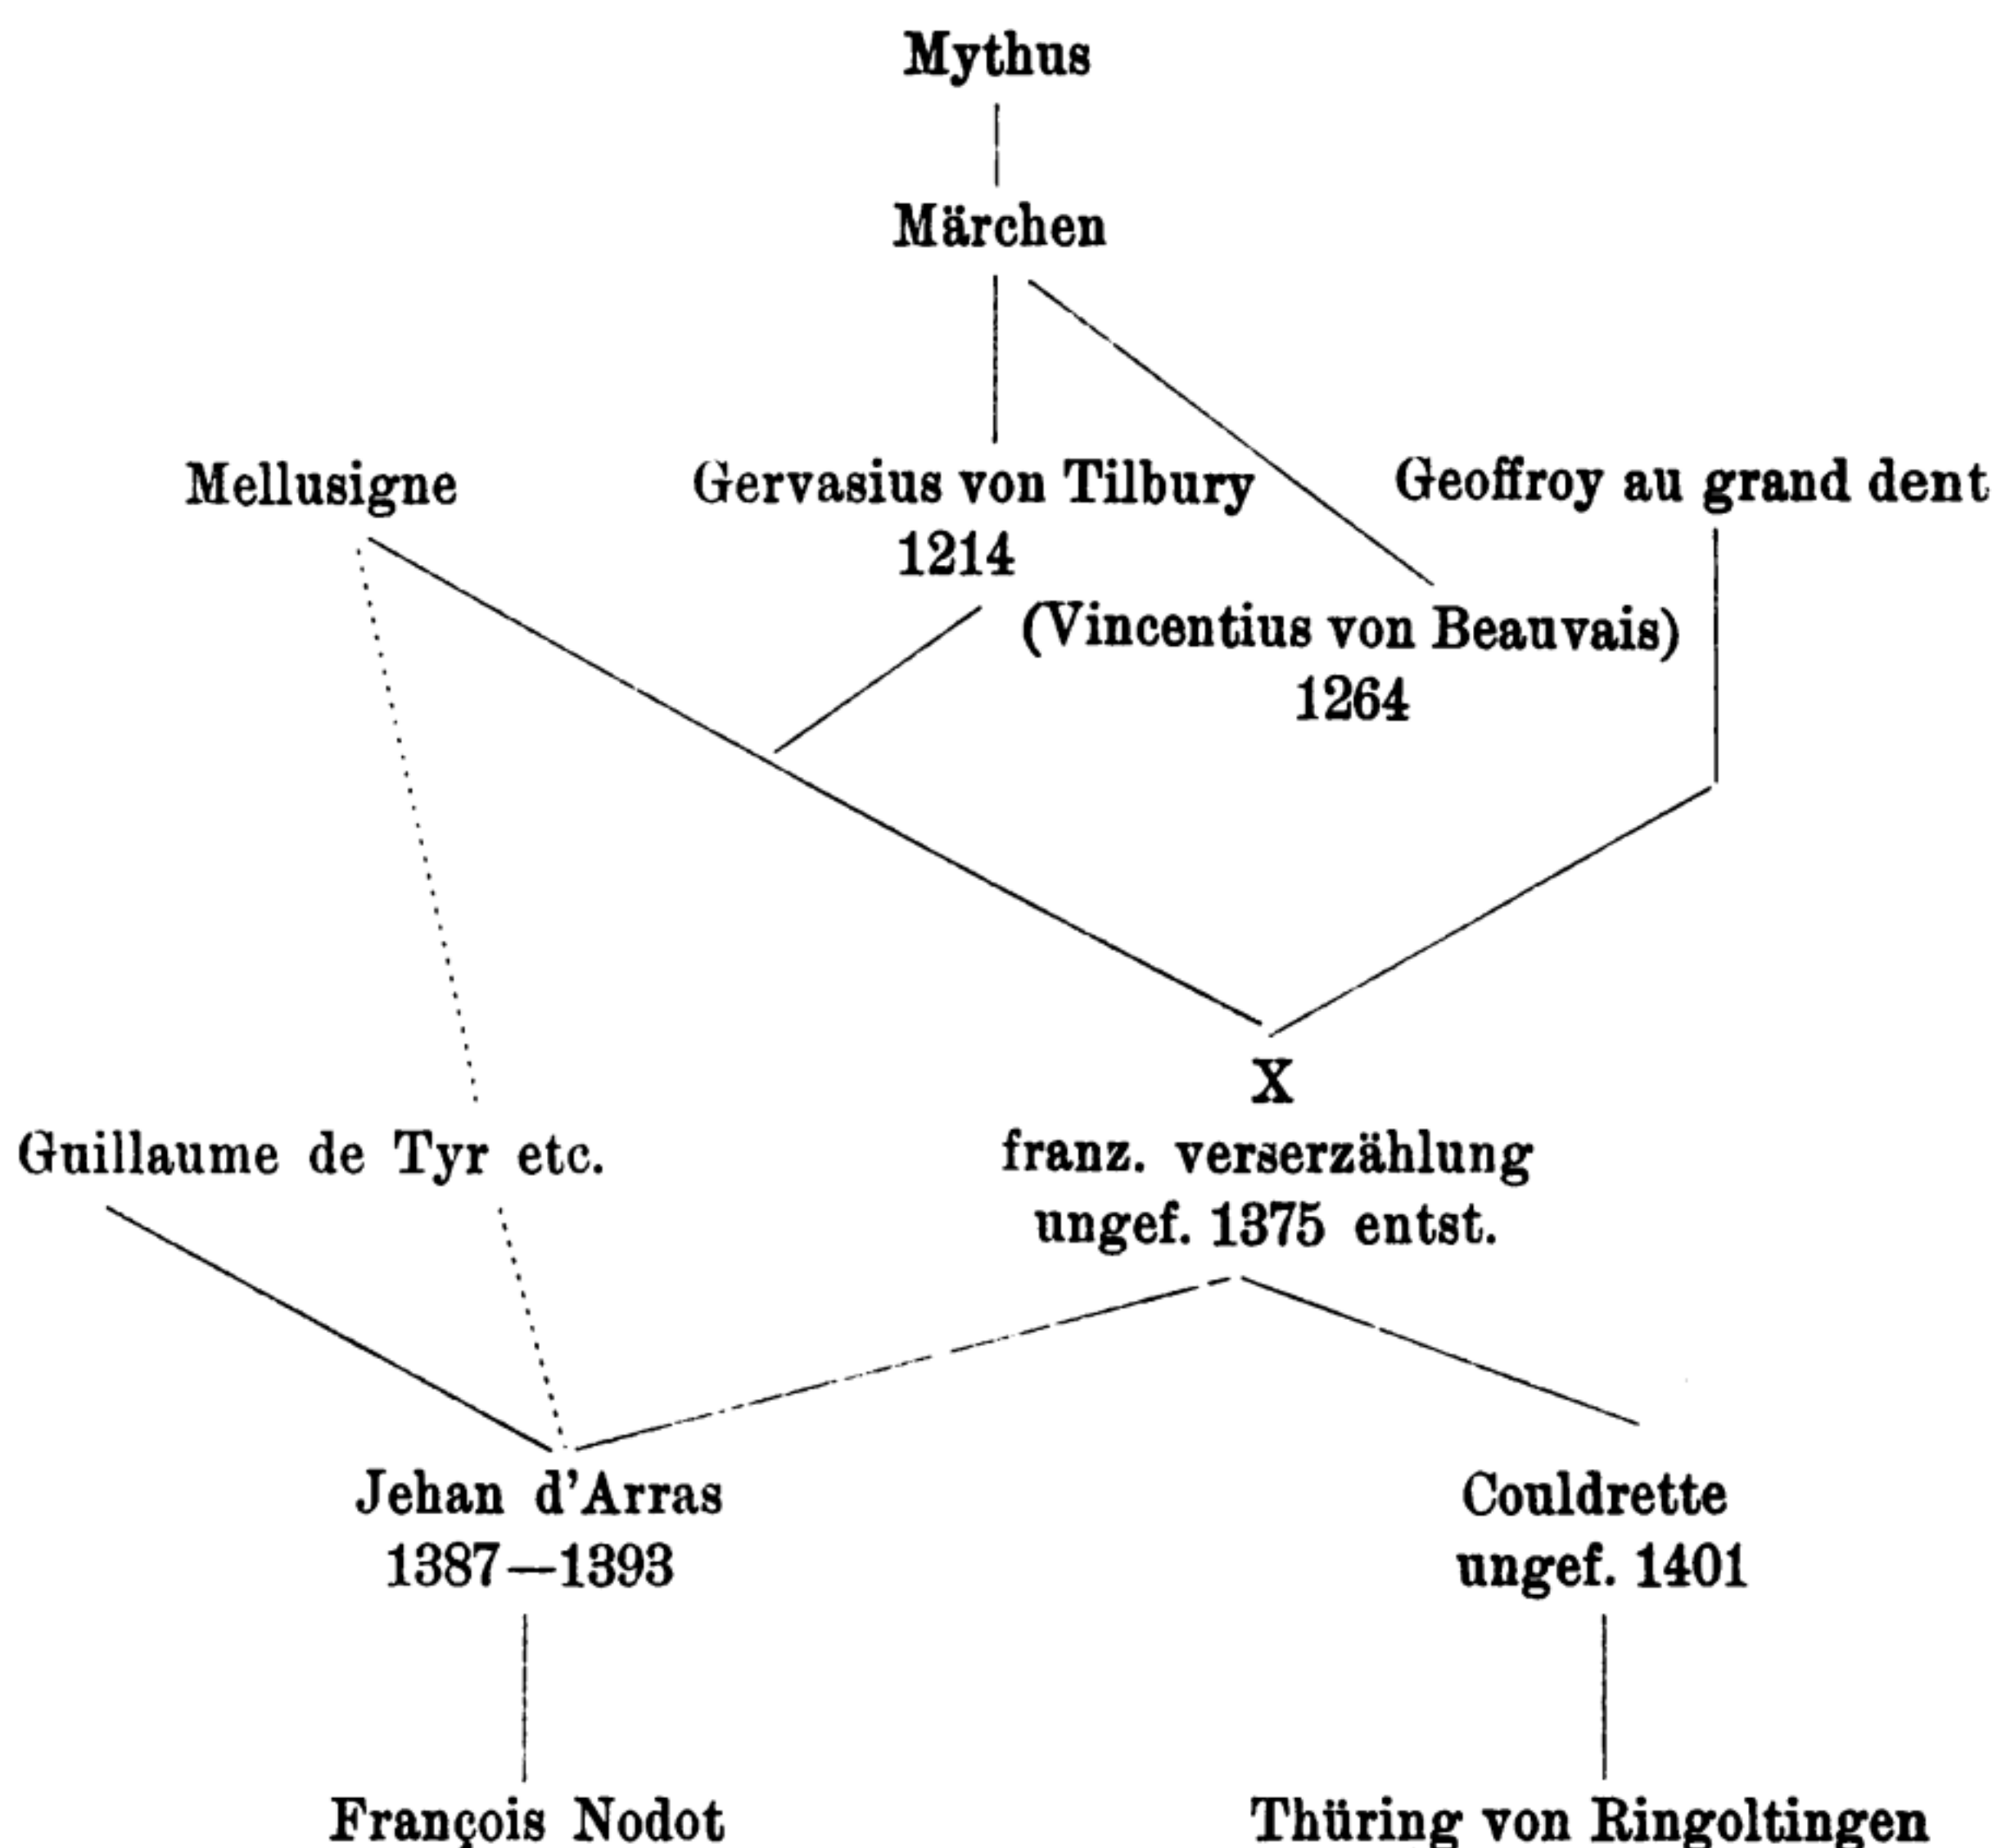 Mythus
Märchen
Mellusigne
Gervasius von Tilbury
1214
Geoffroy au grand dent
(Vincentius von Beauvais)
1264
Guillaume de Tyr etc.
X
franz. verserzählung
ungef. 1375 entst.
Jehan d'Arras
1387—1393
Couldrette
ungef. 1401
François Nodot
Thüring von Ringoltingen